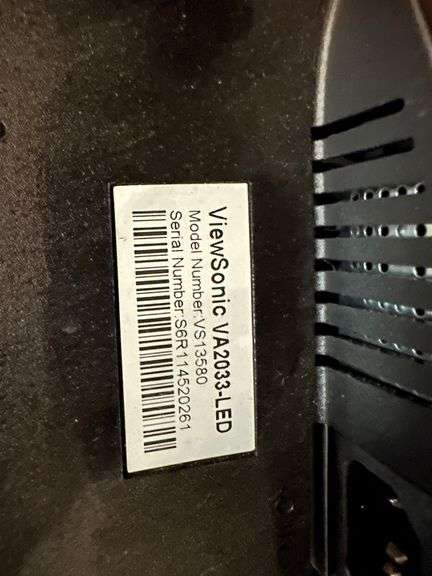 ViewSonic VA2033-LED
Model Number:VS13580
Serial Number:S6R114520261